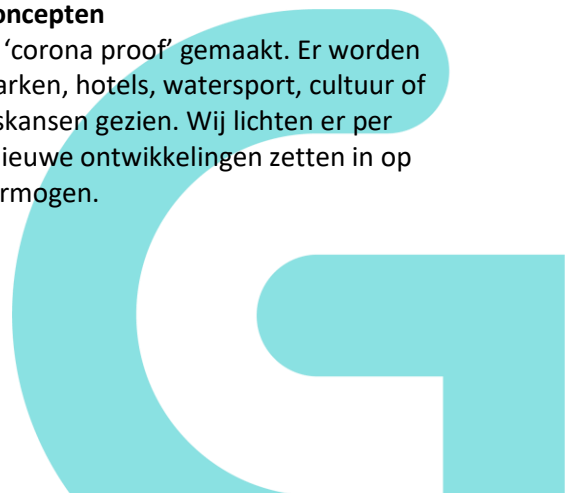 oncepten
‘corona proof’ gemaakt. Er worden
arken, hotels, watersport, cultuur of
skansen gezien. Wij lichten er per
ieuwe ontwikkelingen zetten in op
rmogen.